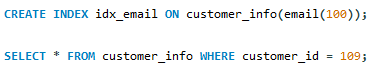 CREATE INDEX idx_email ON customer_info(email(100));
SELECT * FROM customer_info WHERE customer_id = 109;